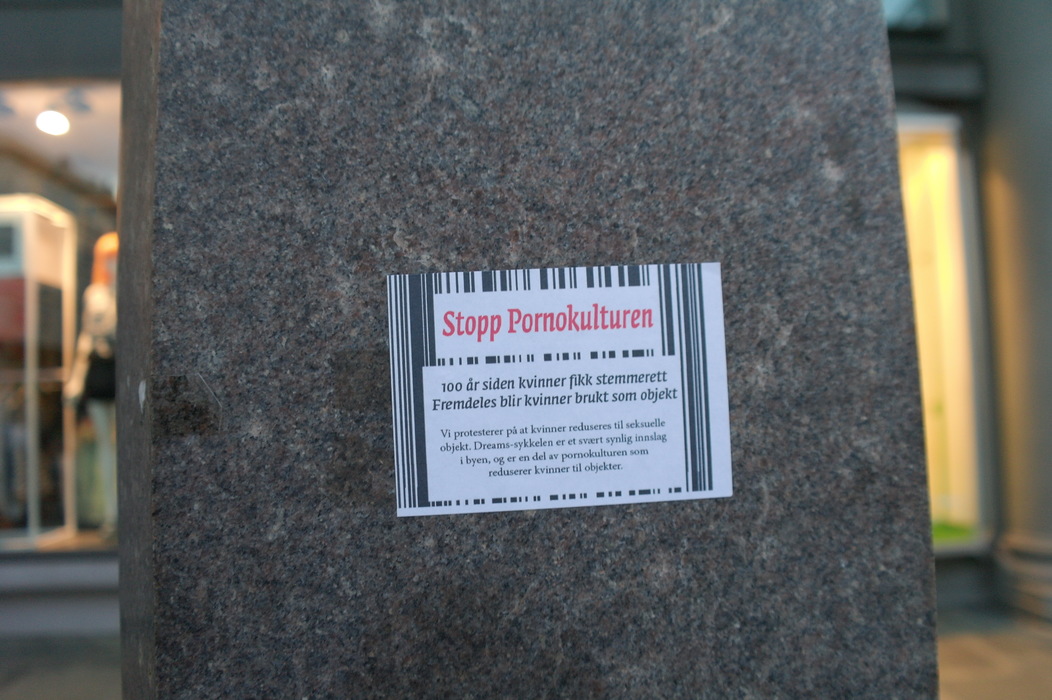 Stopp Pornokulturen
100 år siden kvinner fikk stemmerett
Fremdeles blir kvinner brukt som objekt
Vi protesterer på at kvinner reduseres til seksuelle
objekt. Dreams-sykkelen er et svært synlig innslag
i byen, og er en del av pornokulturen som
reduserer kvinner til objekter.